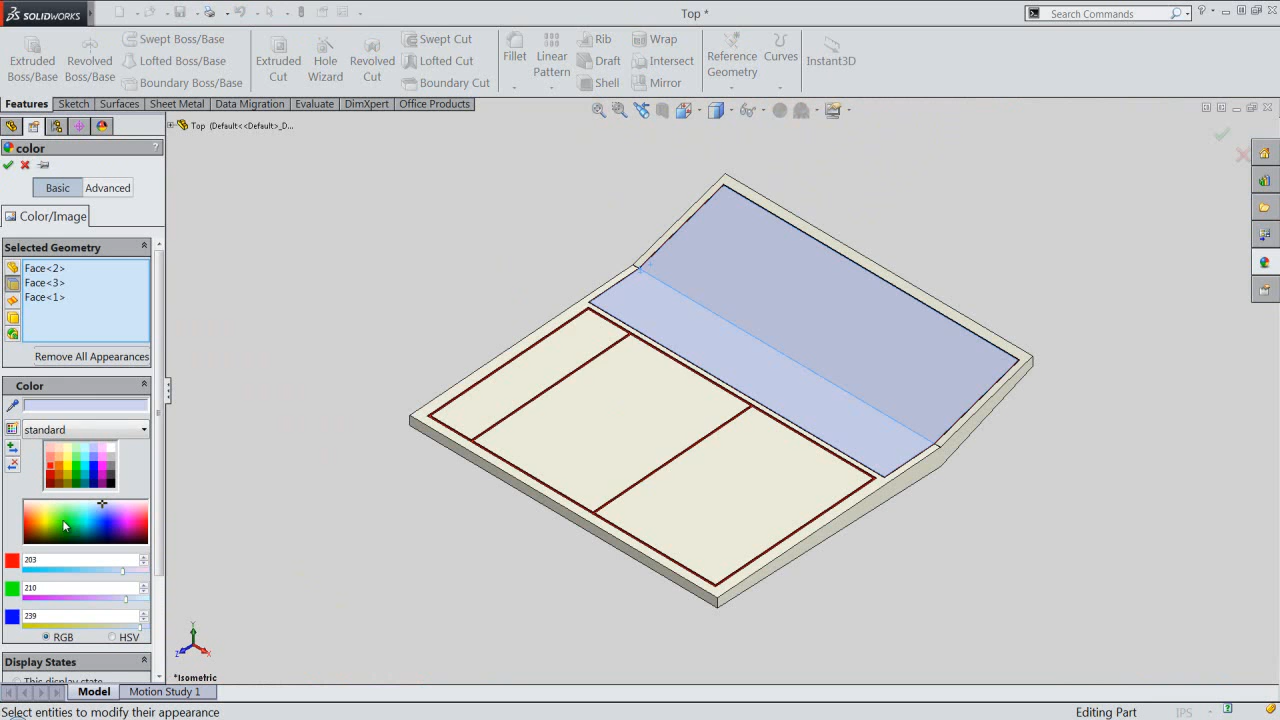 SOLIDWORKS
Top *
Search Commands
Extruded Boss/Base
Revolved Boss/Base
Swept Boss/Base
Lofted Boss/Base
Boundary Boss/Base
Extruded Cut
Hole Wizard
Revolved Cut
Swept Cut
Lofted Cut
Boundary Cut
Fillet
Linear Pattern
Rib
Draft
Shell
Wrap
Intersect
Mirror
Reference Geometry
Curves
Instant3D
Features Sketch Surfaces Sheet Metal Data Migration Evaluate DimXpert Office Products
Top (Default<<Default>_D...
color ?
Basic Advanced
Color/Image
Selected Geometry
Face<2>
Face<3>
Face<1>
Remove All Appearances
Color
standard
203
210
239
RGB HSV
Display States
This display state
Y
Z X
*Isometric
Model Motion Study 1
Select entities to modify their appearance
Editing Part IPS